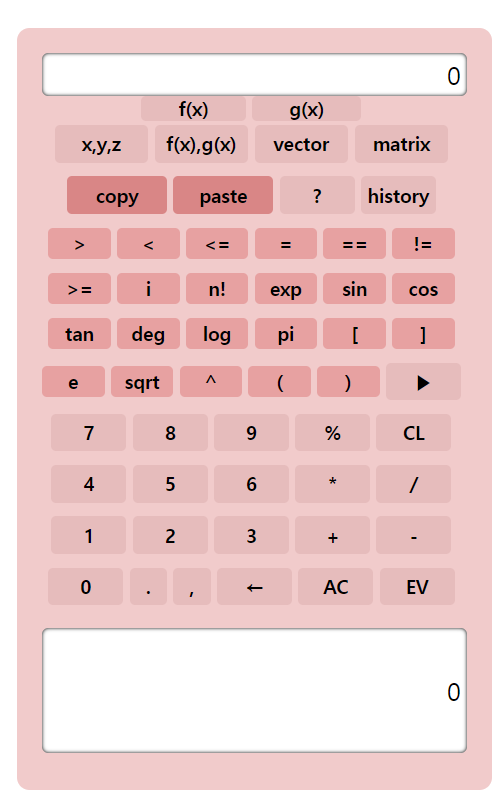 0
f(x) g(x)
x,y,z f(x),g(x) vector matrix
copy paste ? history
> < <= = == !=
>= i n! exp sin cos
tan deg log pi [ ]
e sqrt ^ ( ) ▶
7 8 9 % CL
4 5 6 * /
1 2 3 + -
0 . , ← AC EV
0